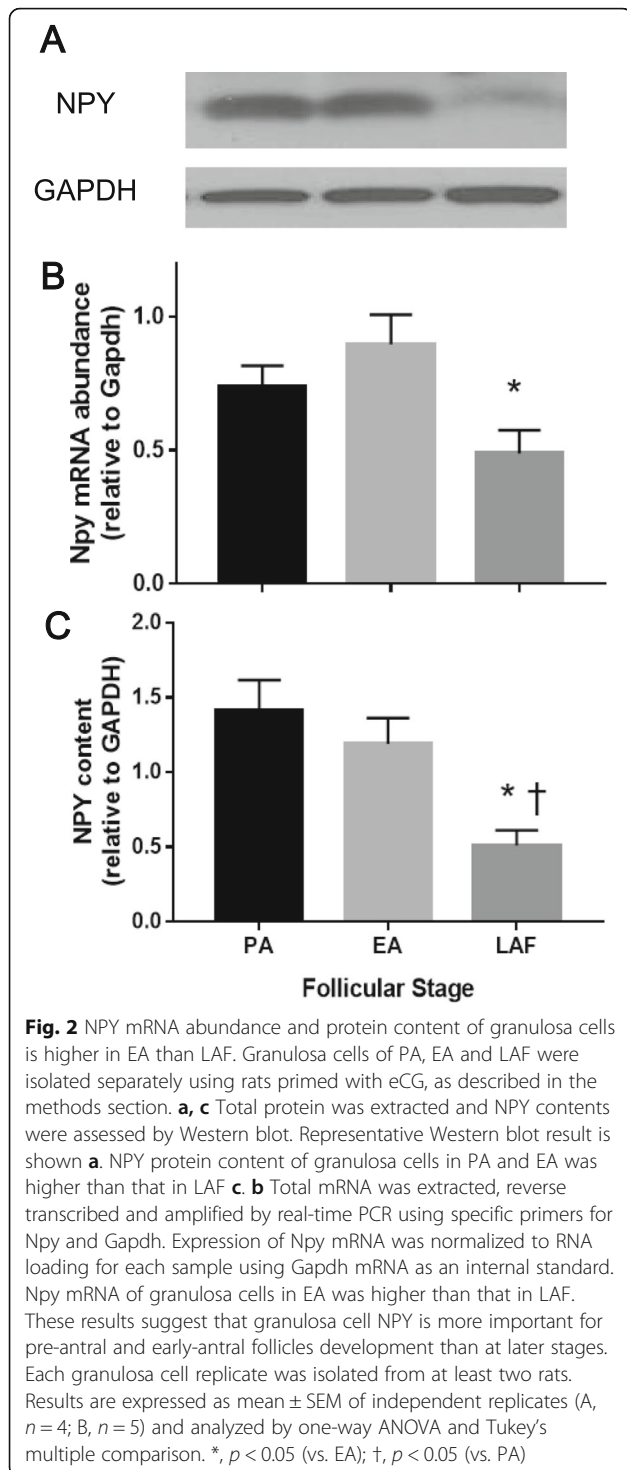 A
NPY
GAPDH
B
Npy mRNA abundance
(relative to Gapdh)
1.0
0.5
0.0
*
C
NPY content
(relative to GAPDH)
2.0
1.5
1.0
0.5
0.0
* †
PA EA LAF
Follicular Stage
Fig. 2 NPY mRNA abundance and protein content of granulosa cells
is higher in EA than LAF. Granulosa cells of PA, EA and LAF were
isolated separately using rats primed with eCG, as described in the
methods section. a, c Total protein was extracted and NPY contents
were assessed by Western blot. Representative Western blot result is
shown a. NPY protein content of granulosa cells in PA and EA was
higher than that in LAF c. b Total mRNA was extracted, reverse
transcribed and amplified by real-time PCR using specific primers for
Npy and Gapdh. Expression of Npy mRNA was normalized to RNA
loading for each sample using Gapdh mRNA as an internal standard.
Npy mRNA of granulosa cells in EA was higher than that in LAF.
These results suggest that granulosa cell NPY is more important for
pre-antral and early-antral follicles development than at later stages.
Each granulosa cell replicate was isolated from at least two rats.
Results are expressed as mean ± SEM of independent replicates (A,
n = 4; B, n = 5) and analyzed by one-way ANOVA and Tukey's
multiple comparison. *, p < 0.05 (vs. EA); †, p < 0.05 (vs. PA)